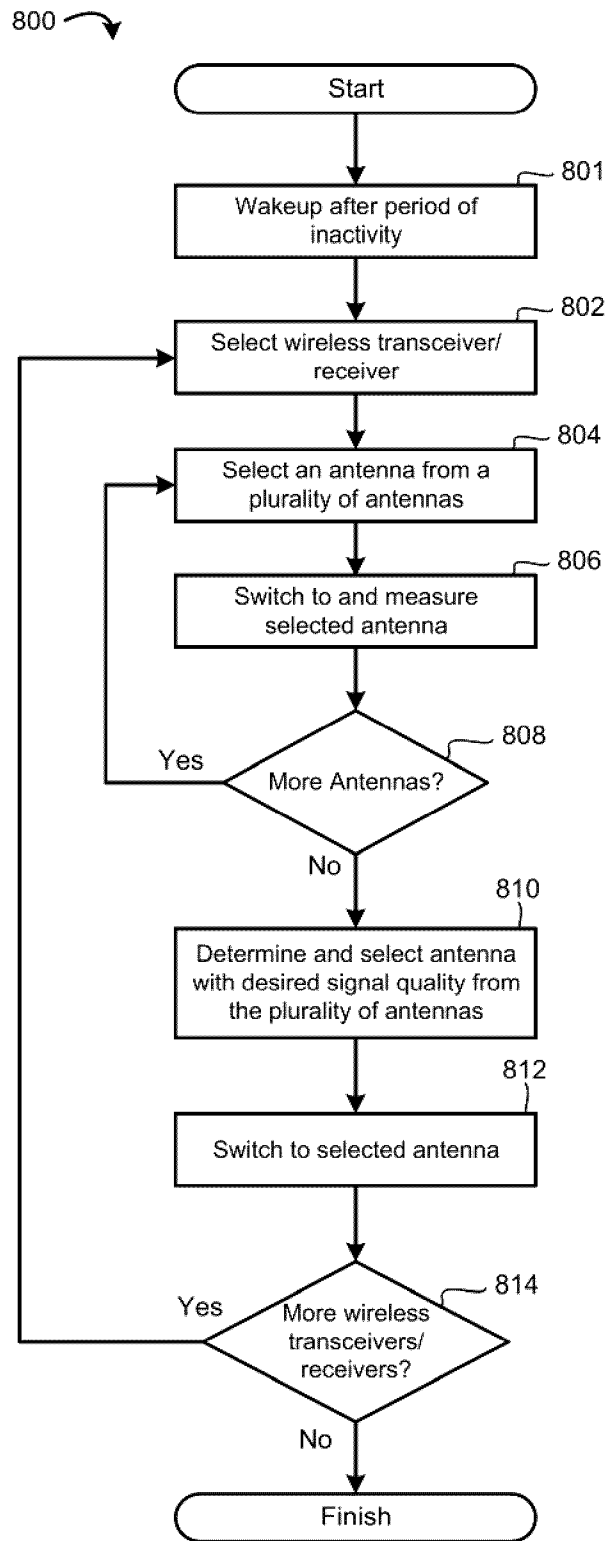 800
Start
801
Wakeup after period of
inactivity
802
Select wireless transceiver/
receiver
804
Select an antenna from a
plurality of antennas
806
Switch to and measure
selected antenna
808
Yes
More Antennas?
No
810
Determine and select antenna
with desired signal quality from
the plurality of antennas
812
Switch to selected antenna
814
Yes
More wireless
transceivers/
receivers?
No
Finish